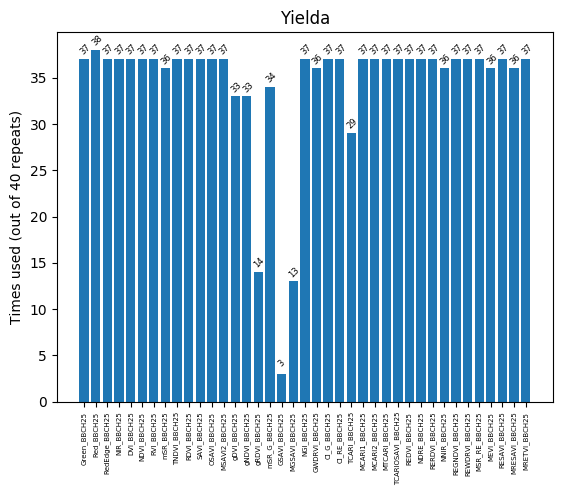 Yielda
Times used (out of 40 repeats)
35
30
25
20
15
10
5
0
37
38
37
37
37
37
37
36
37
37
37
37
37
33
33
14
34
3
13
37
36
37
37
29
37
37
37
37
37
37
37
36
37
37
37
36
37
36
37
Green_BBCH25
Red_BBCH25
RedEdge_BBCH25
NIR_BBCH25
DVI_BBCH25
NDVI_BBCH25
RVI_BBCH25
mSR_BBCH25
TNDVI_BBCH25
RDVI_BBCH25
SAVI_BBCH25
OSAVI_BBCH25
MSAVI2_BBCH25
gDVI_BBCH25
gNDVI_BBCH25
gRDVI_BBCH25
mSR_G_BBCH25
GSAVI_BBCH25
MGSAVI_BBCH25
NGI_BBCH25
GWDRVI_BBCH25
CI_G_BBCH25
CI_RE_BBCH25
TCARI_BBCH25
MCARI1_BBCH25
MCARI2_BBCH25
MTCARI_BBCH25
TCARIOSAVI_BBCH25
REDVI_BBCH25
NDRE_BBCH25
RERDVI_BBCH25
NNIR_BBCH25
REGNDVI_BBCH25
REWDRVI_BBCH25
MSR_RE_BBCH25
MEVI_BBCH25
RESAVI_BBCH25
MRESAVI_BBCH25
MRETVI_BBCH25